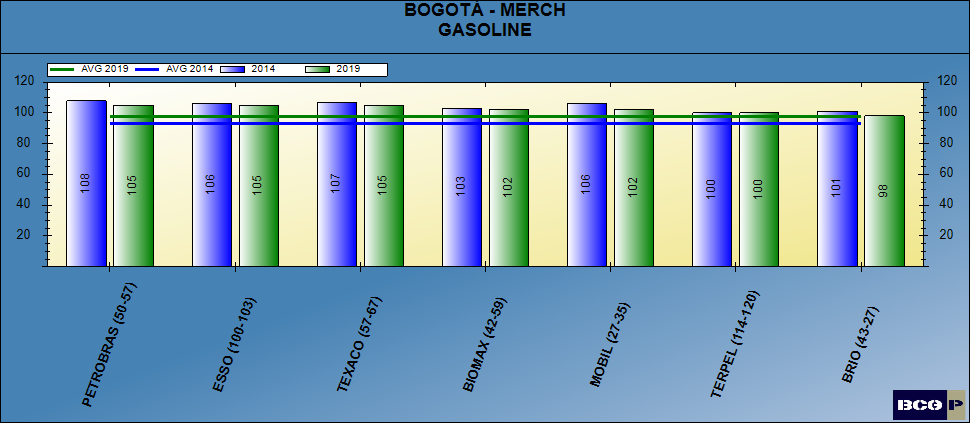 BOGOTÁ - MERCH
GASOLINE
AVG 2019 AVG 2014 2014 2019
120 120
100 100
80 80
60 60
40 40
20 20
108 105 106 105 107 105 103 102 106 102 100 100 101 98
PETROBRAS (50-57)
ESSO (100-103)
TEXACO (57-67)
BIOMAX (42-59)
MOBIL (27-35)
TERPEL (114-120)
BRIO (43-27)
BCG P